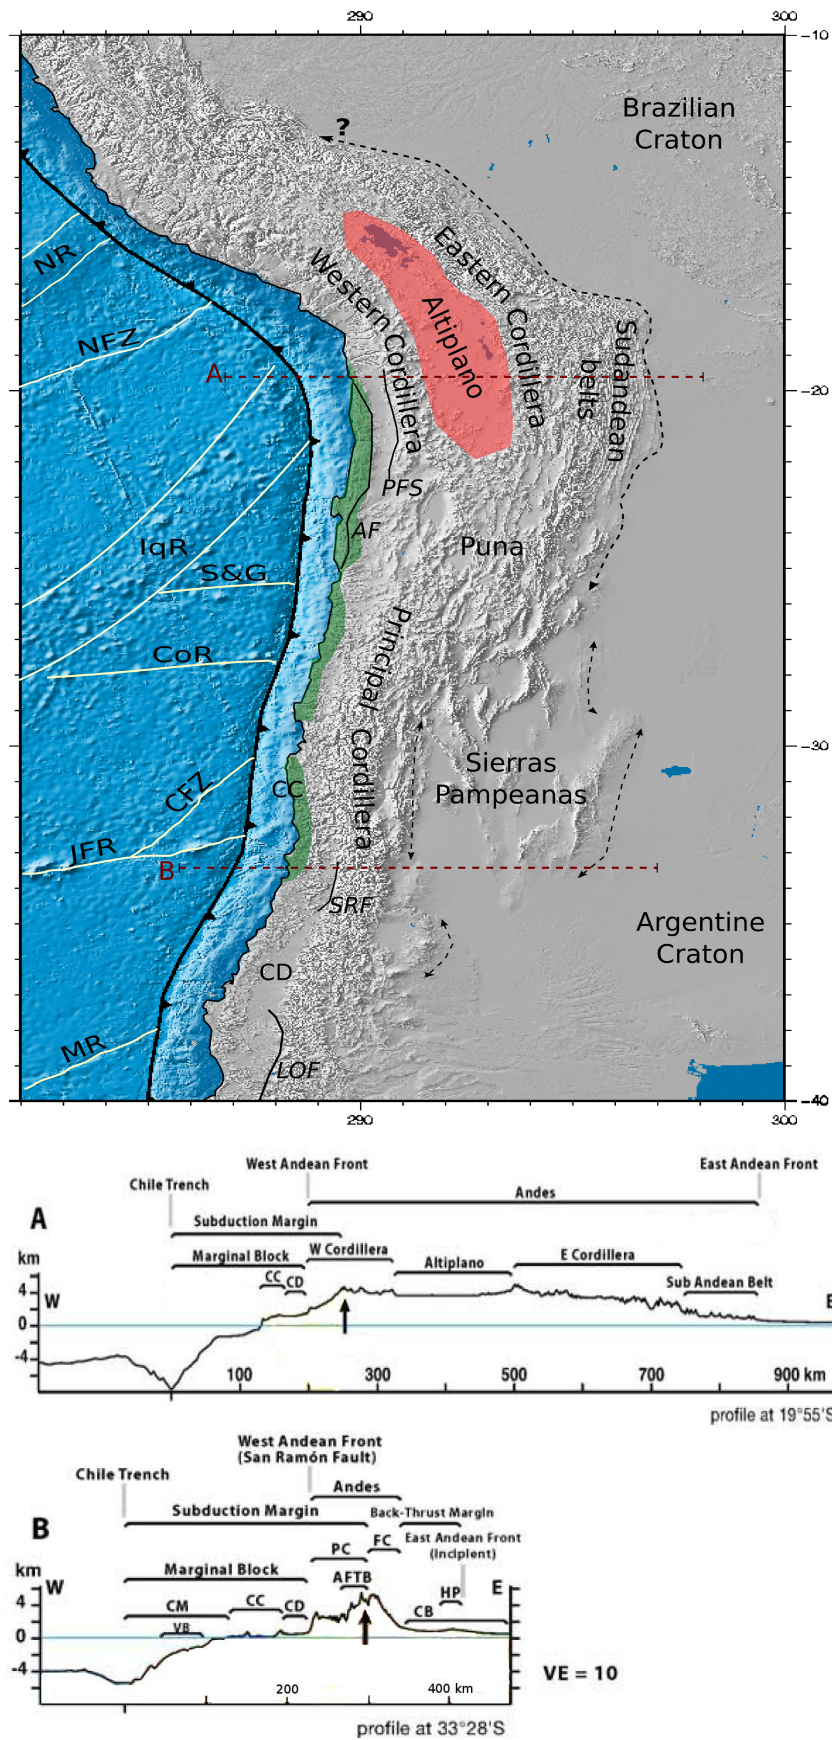 290
300
-10
?
Brazilian
Craton
NR
Western Cordillera
Eastern Cordillera
Altiplano
NFZ
Sudandean
belts
A
-20
PFS
AF
IqR
Puna
S&G
CoR
Principal
Cordillera
-30
Sierras
Pampeanas
CFZ
CC
JFR
B
SRF
Argentine
Craton
CD
MR
LOF
-40
290
300
West Andean Front
East Andean Front
Chile Trench
Andes
A
Subduction Margin
km
Marginal Block
W Cordillera
E Cordillera
Altiplano
CC
CD
Sub Andean Belt
4
W
E
0
-4
100
300
500
700
900 km
profile at 19°55'S
West Andean Front
(San Ramón Fault)
Chile Trench
Andes
B
Subduction Margin
Back-Thrust Margin
FC
East Andean Front
(Incipient)
PC
km
W
Marginal Block
AFTB
HP
E
4
CM
CC
CD
CB
VB
0
-4
200
400 km
VE = 10
profile at 33°28'S